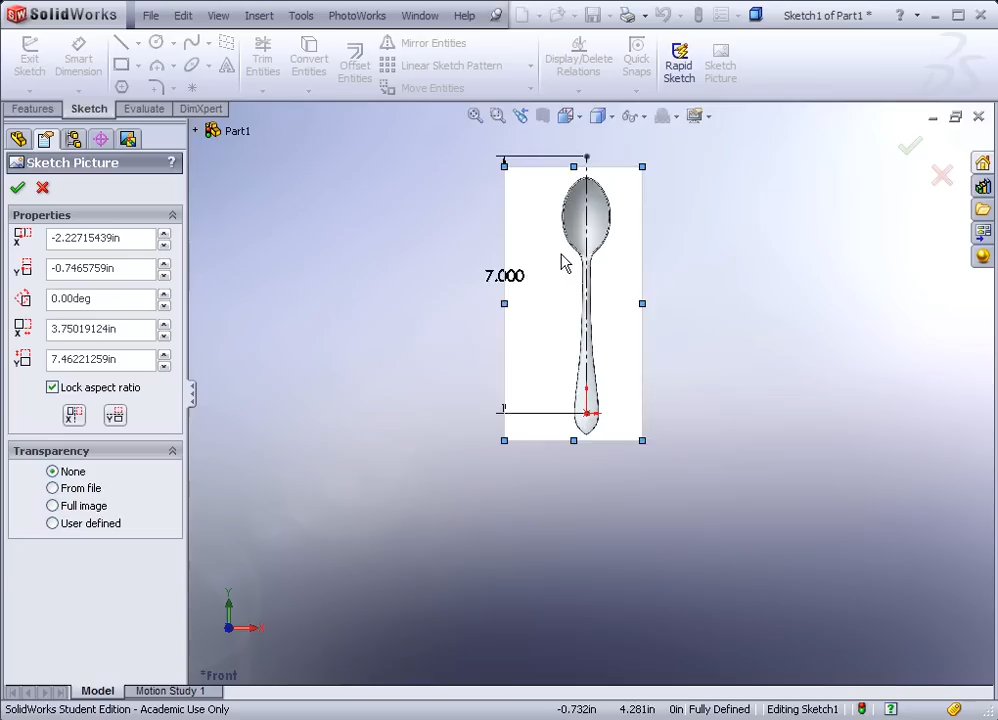 SolidWorks File Edit View Insert Tools PhotoWorks Window Help Sketch1 of Part1 * ?
Exit Sketch
Smart Dimension
Trim Entities
Convert Entities
Offset Entities
Mirror Entities
Linear Sketch Pattern
Move Entities
Display/Delete Relations
Quick Snaps
Rapid Sketch
Sketch Picture
Features Sketch Evaluate DimXpert
+ Part1
Sketch Picture ?
Properties
-2.22715439in
-0.7465759in
0.00deg
3.75019124in
7.46221259in
Lock aspect ratio
Transparency
None
From file
Full image
User defined
7.000
Y
X
*Front
Model Motion Study 1
SolidWorks Student Edition - Academic Use Only -0.732in 4.281in 0in Fully Defined Editing Sketch1 ?